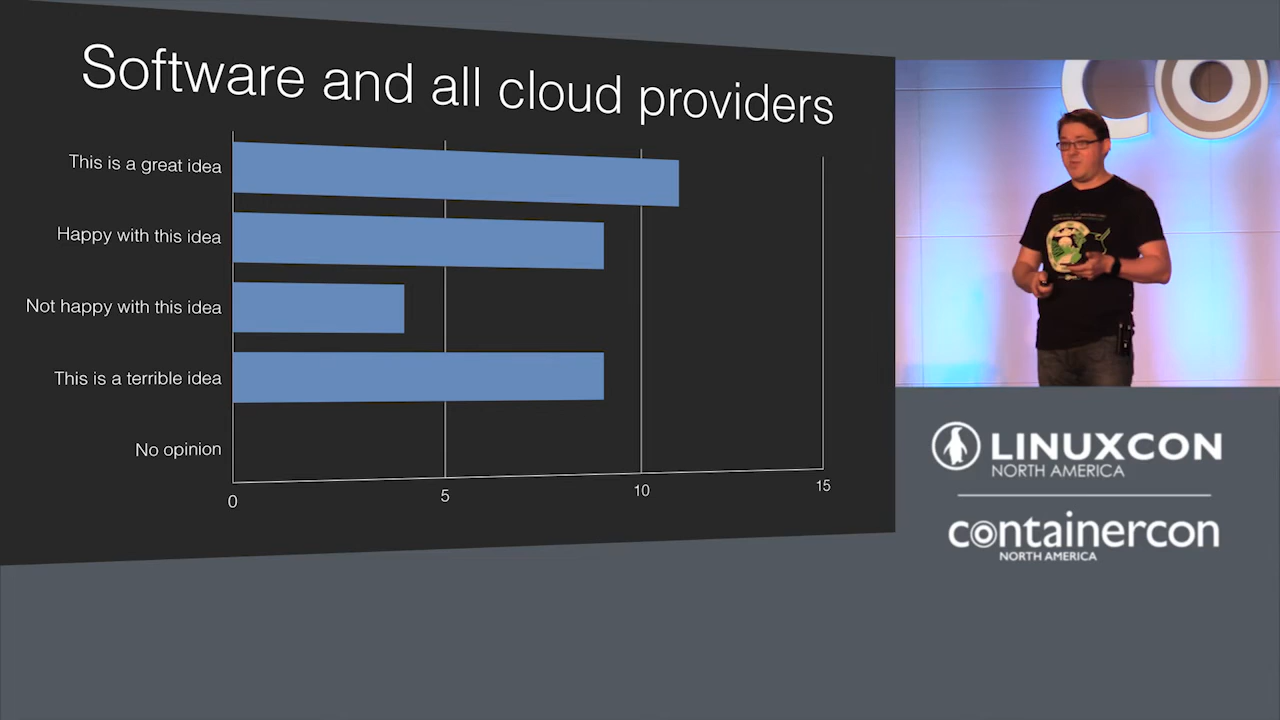 Software and all cloud providers
This is a great idea
Happy with this idea
Not happy with this idea
This is a terrible idea
No opinion
0
5
10
15
co
LINUXCON
NORTH AMERICA
containercon
NORTH AMERICA